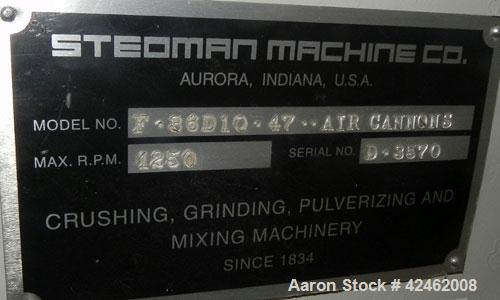 STEDMAN MACHINE CO.
AURORA, INDIANA, U.S.A.
MODEL NO. F-36D10-47--AIR CANNONS
MAX. R.P.M. 1250 SERIAL NO. D-3570
CRUSHING, GRINDING, PULVERIZING AND
MIXING MACHINERY
SINCE 1834
Aaron Stock # 42462008